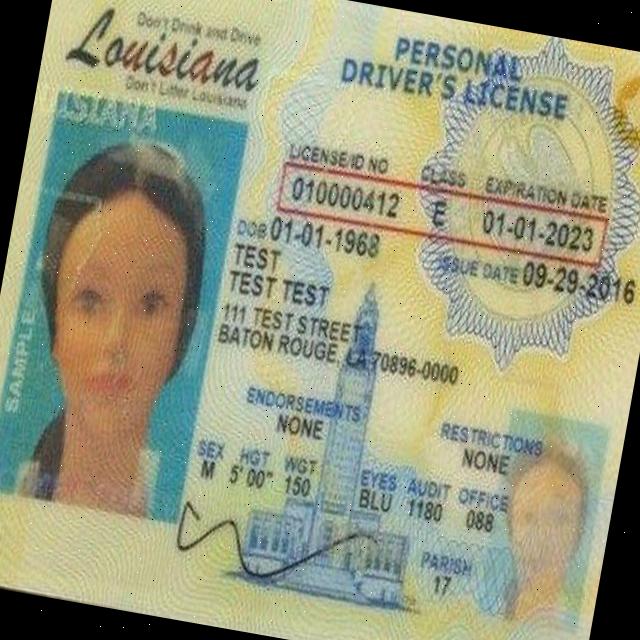 Don't Drink and Drive
Louisiana
Don't Litter Louisiana
PERSONAL
DRIVER'S LICENSE
LICENSE/ID NO CLASS EXPIRATION DATE
010000412 E 01-01-2023
DOB 01-01-1968
ISSUE DATE 09-29-2016
TEST
TEST TEST
111 TEST STREET
BATON ROUGE, LA 70896-0000
ENDORSEMENTS
NONE
RESTRICTIONS
NONE
SEX HGT WGT EYES AUDIT OFFICE
M 5'00" 150 BLU 1180 088
PARISH
17
SAMPLE